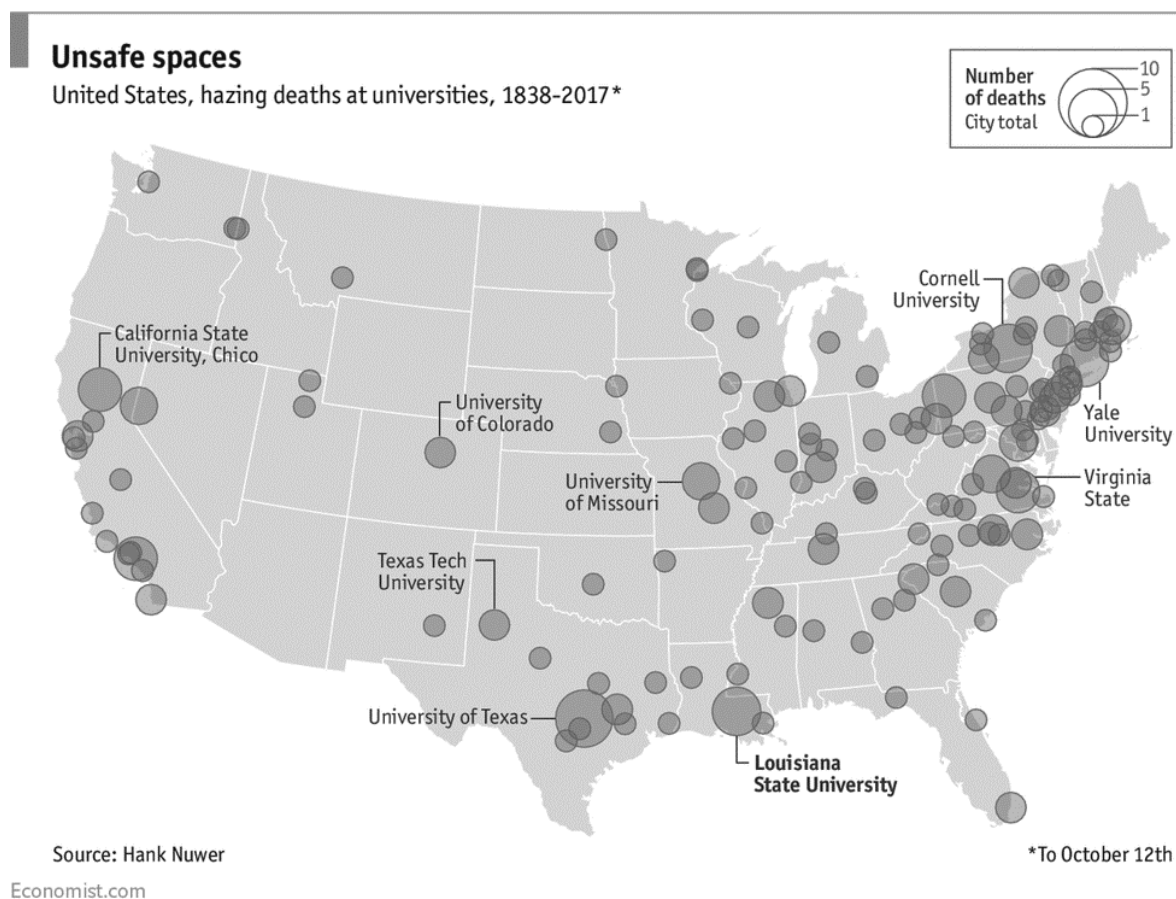 Unsafe spaces
United States, hazing deaths at universities, 1838-2017*
Number
of deaths
City total
10
5
1
Cornell
University
California State
University, Chico
University
of Colorado
Yale
University
University
of Missouri
Virginia
State
Texas Tech
University
University of Texas
Louisiana
State University
Source: Hank Nuwer
*To October 12th
Economist.com